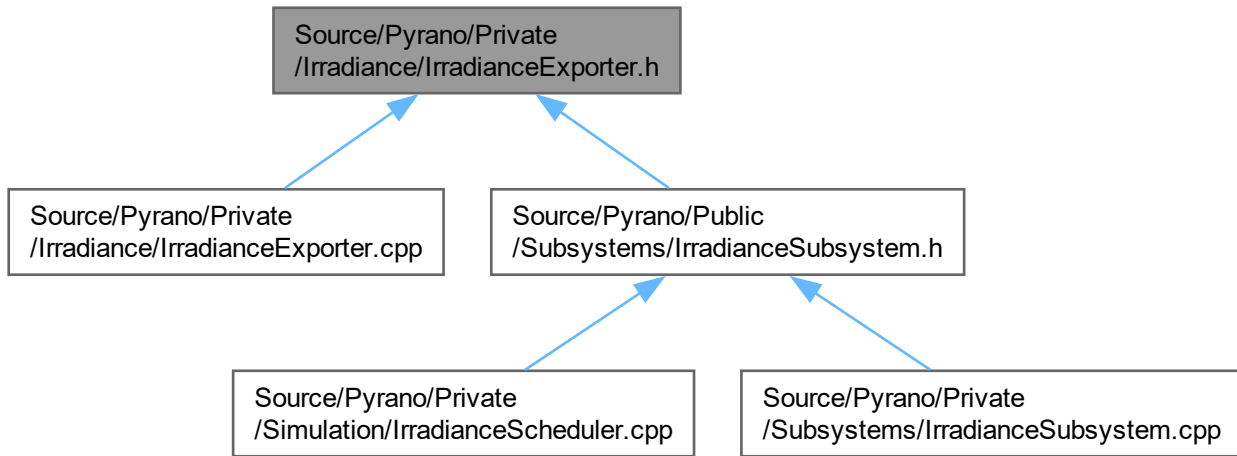 Source/Pyrano/Private
/Irradiance/IrradianceExporter.h
Source/Pyrano/Private
/Irradiance/IrradianceExporter.cpp
Source/Pyrano/Public
/Subsystems/IrradianceSubsystem.h
Source/Pyrano/Private
/Simulation/IrradianceScheduler.cpp
Source/Pyrano/Private
/Subsystems/IrradianceSubsystem.cpp